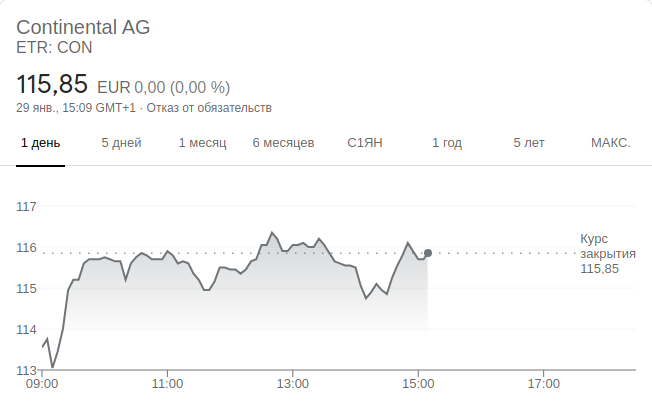 Continental AG
ETR: CON
115,85 EUR 0,00 (0,00 %)
29 янв., 15:09 GMT+1 · Отказ от обязательств
1 день 5 дней 1 месяц 6 месяцев С1ЯН 1 год 5 лет МАКС.
117
116
115
114
113
Курс
закрытия
115,85
09:00 11:00 13:00 15:00 17:00